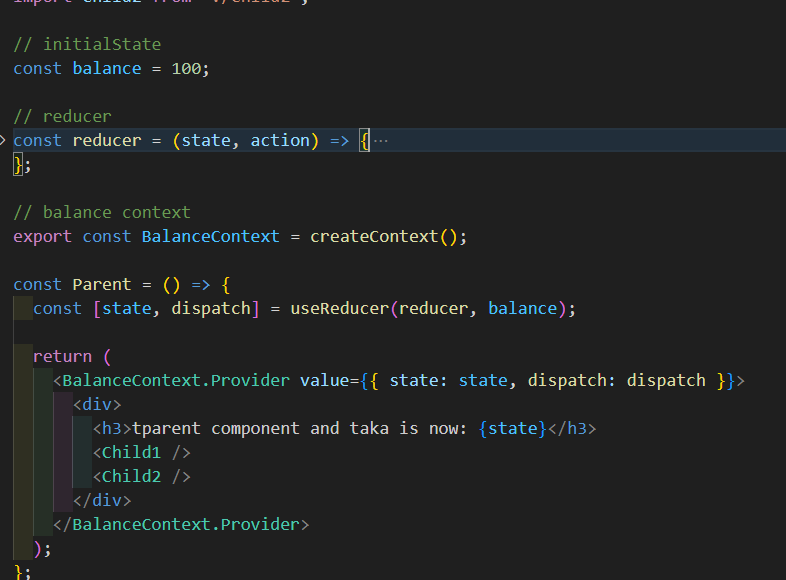 import Child2 from "./Child2";
// initialState
const balance = 100;
// reducer
const reducer = (state, action) => {···
};
// balance context
export const BalanceContext = createContext();
const Parent = () => {
const [state, dispatch] = useReducer(reducer, balance);
return (
<BalanceContext.Provider value={{ state: state, dispatch: dispatch }}>
<div>
<h3>tparent component and taka is now: {state}</h3>
<Child1 />
<Child2 />
</div>
</BalanceContext.Provider>
);
};